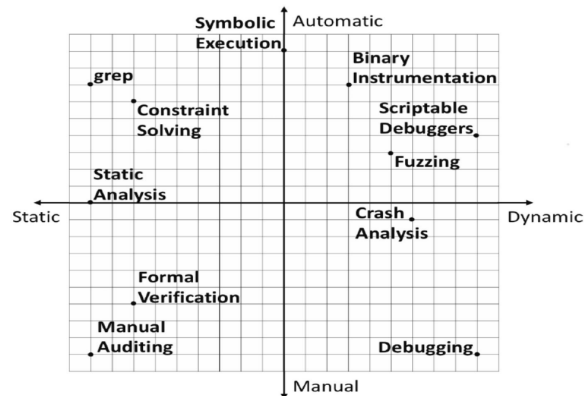 Symbolic
Execution
Automatic
grep
Constraint
Solving
Binary
Instrumentation
Scriptable
Debuggers
Fuzzing
Static
Analysis
Static
Dynamic
Crash
Analysis
Formal
Verification
Manual
Auditing
Debugging
Manual